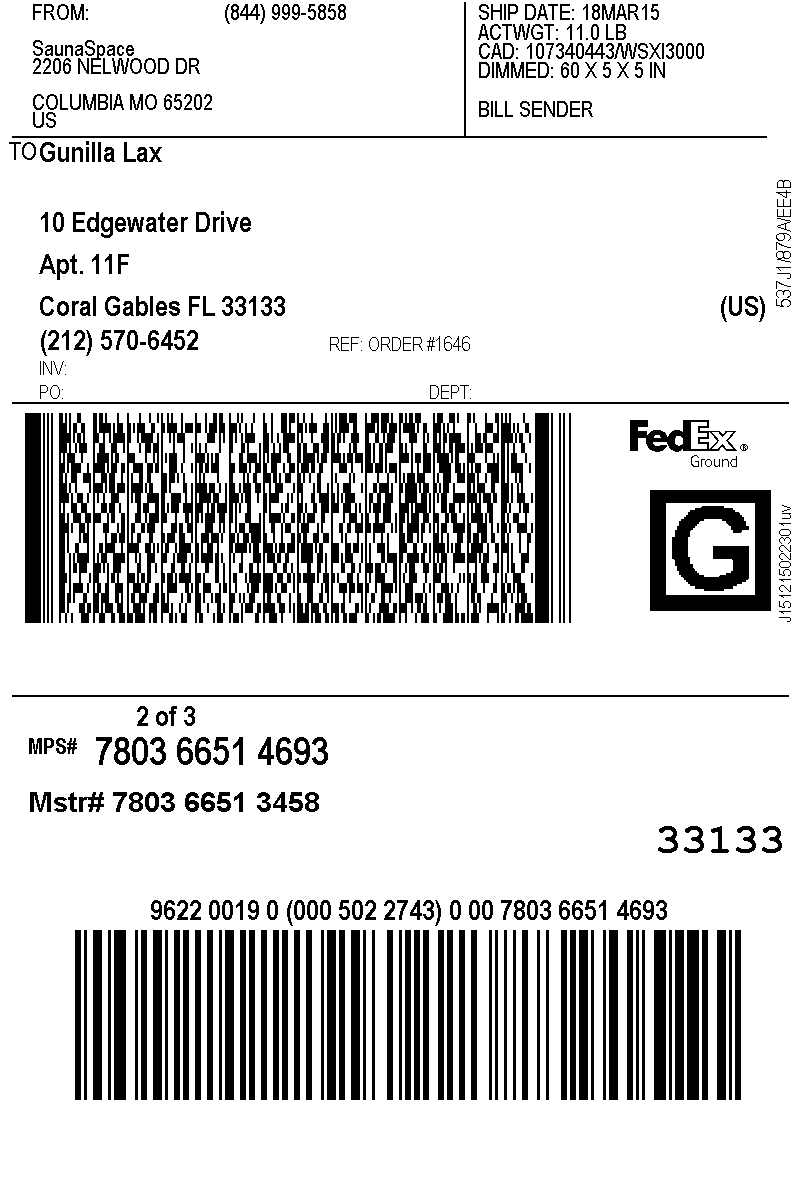 FROM: (844) 999-5858
SaunaSpace
2206 NELWOOD DR
COLUMBIA MO 65202
US
SHIP DATE: 18MAR15
ACTWGT: 11.0 LB
CAD: 107340443/WSXI3000
DIMMED: 60 X 5 X 5 IN
BILL SENDER
TO Gunilla Lax
10 Edgewater Drive
Apt. 11F
Coral Gables FL 33133 (US)
(212) 570-6452 REF: ORDER #1646
INV:
PO: DEPT:
537J1/879A/EE4B
FedEx®
Ground
G
J151215022301uv
2 of 3
MPS# 7803 6651 4693
Mstr# 7803 6651 3458
33133
9622 0019 0 (000 502 2743) 0 00 7803 6651 4693